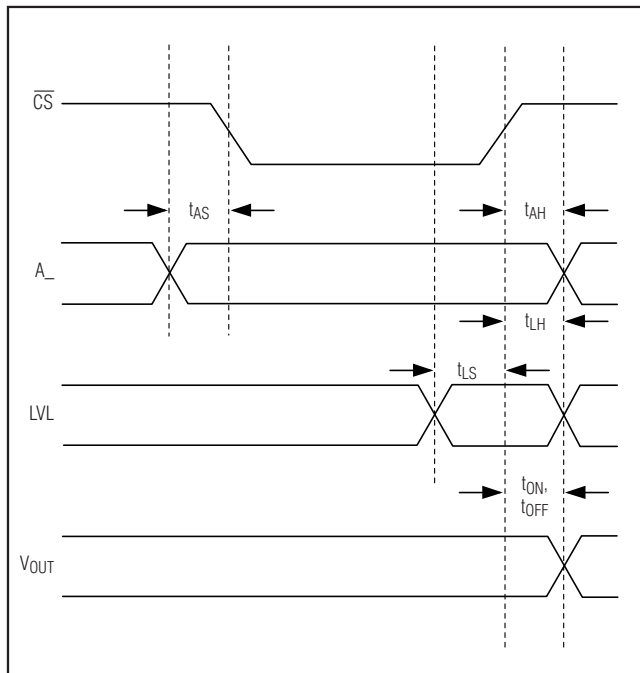 CS
tAS
tAH
A_
tLH
tLS
LVL
tON,
tOFF
VOUT